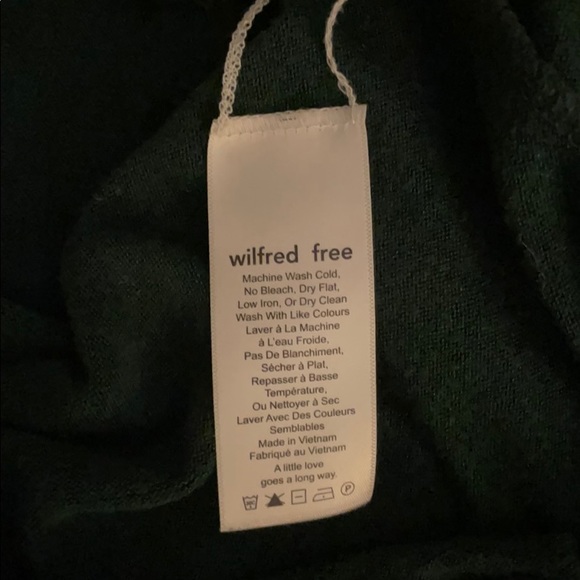 wilfred free
Machine Wash Cold,
No Bleach, Dry Flat,
Low Iron, Or Dry Clean
Wash With Like Colours
Laver à La Machine
à L'eau Froide,
Pas De Blanchiment,
Sécher à Plat,
Repasser à Basse
Température,
Ou Nettoyer à Sec
Laver Avec Des Couleurs
Semblables
Made in Vietnam
Fabriqué au Vietnam
A little love
goes a long way.
P